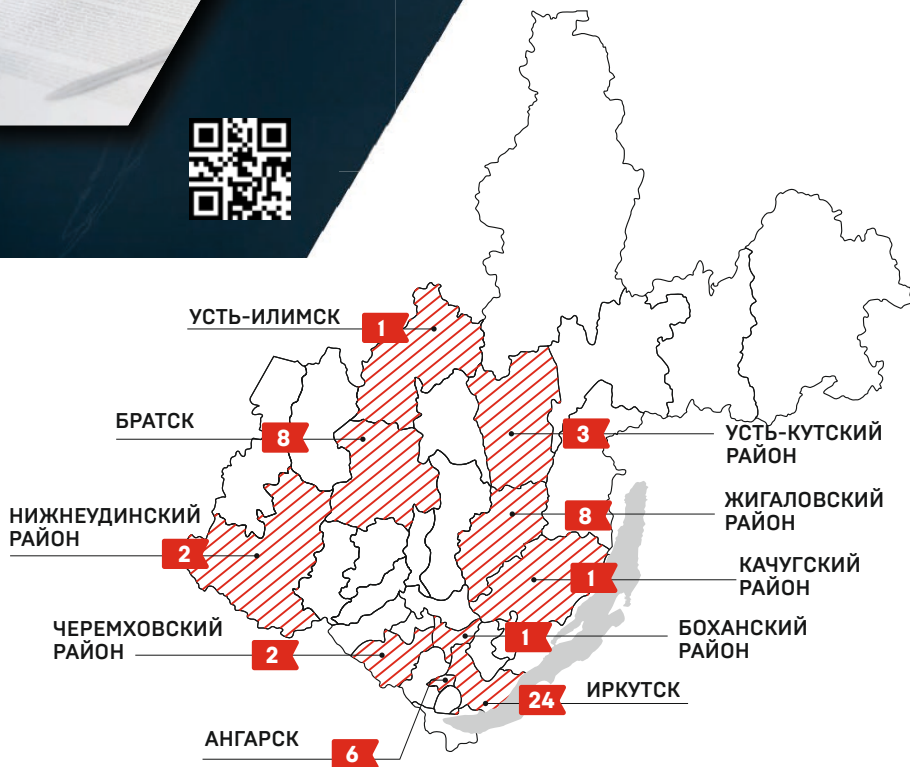 УСТЬ-ИЛИМСК
1
БРАТСК
8
3
УСТЬ-КУТСКИЙ
РАЙОН
НИЖНЕУДИНСКИЙ
РАЙОН
2
8
ЖИГАЛОВСКИЙ
РАЙОН
1
КАЧУГСКИЙ
РАЙОН
ЧЕРЕМХОВСКИЙ
РАЙОН
2
1
БОХАНСКИЙ
РАЙОН
24
ИРКУТСК
АНГАРСК
6